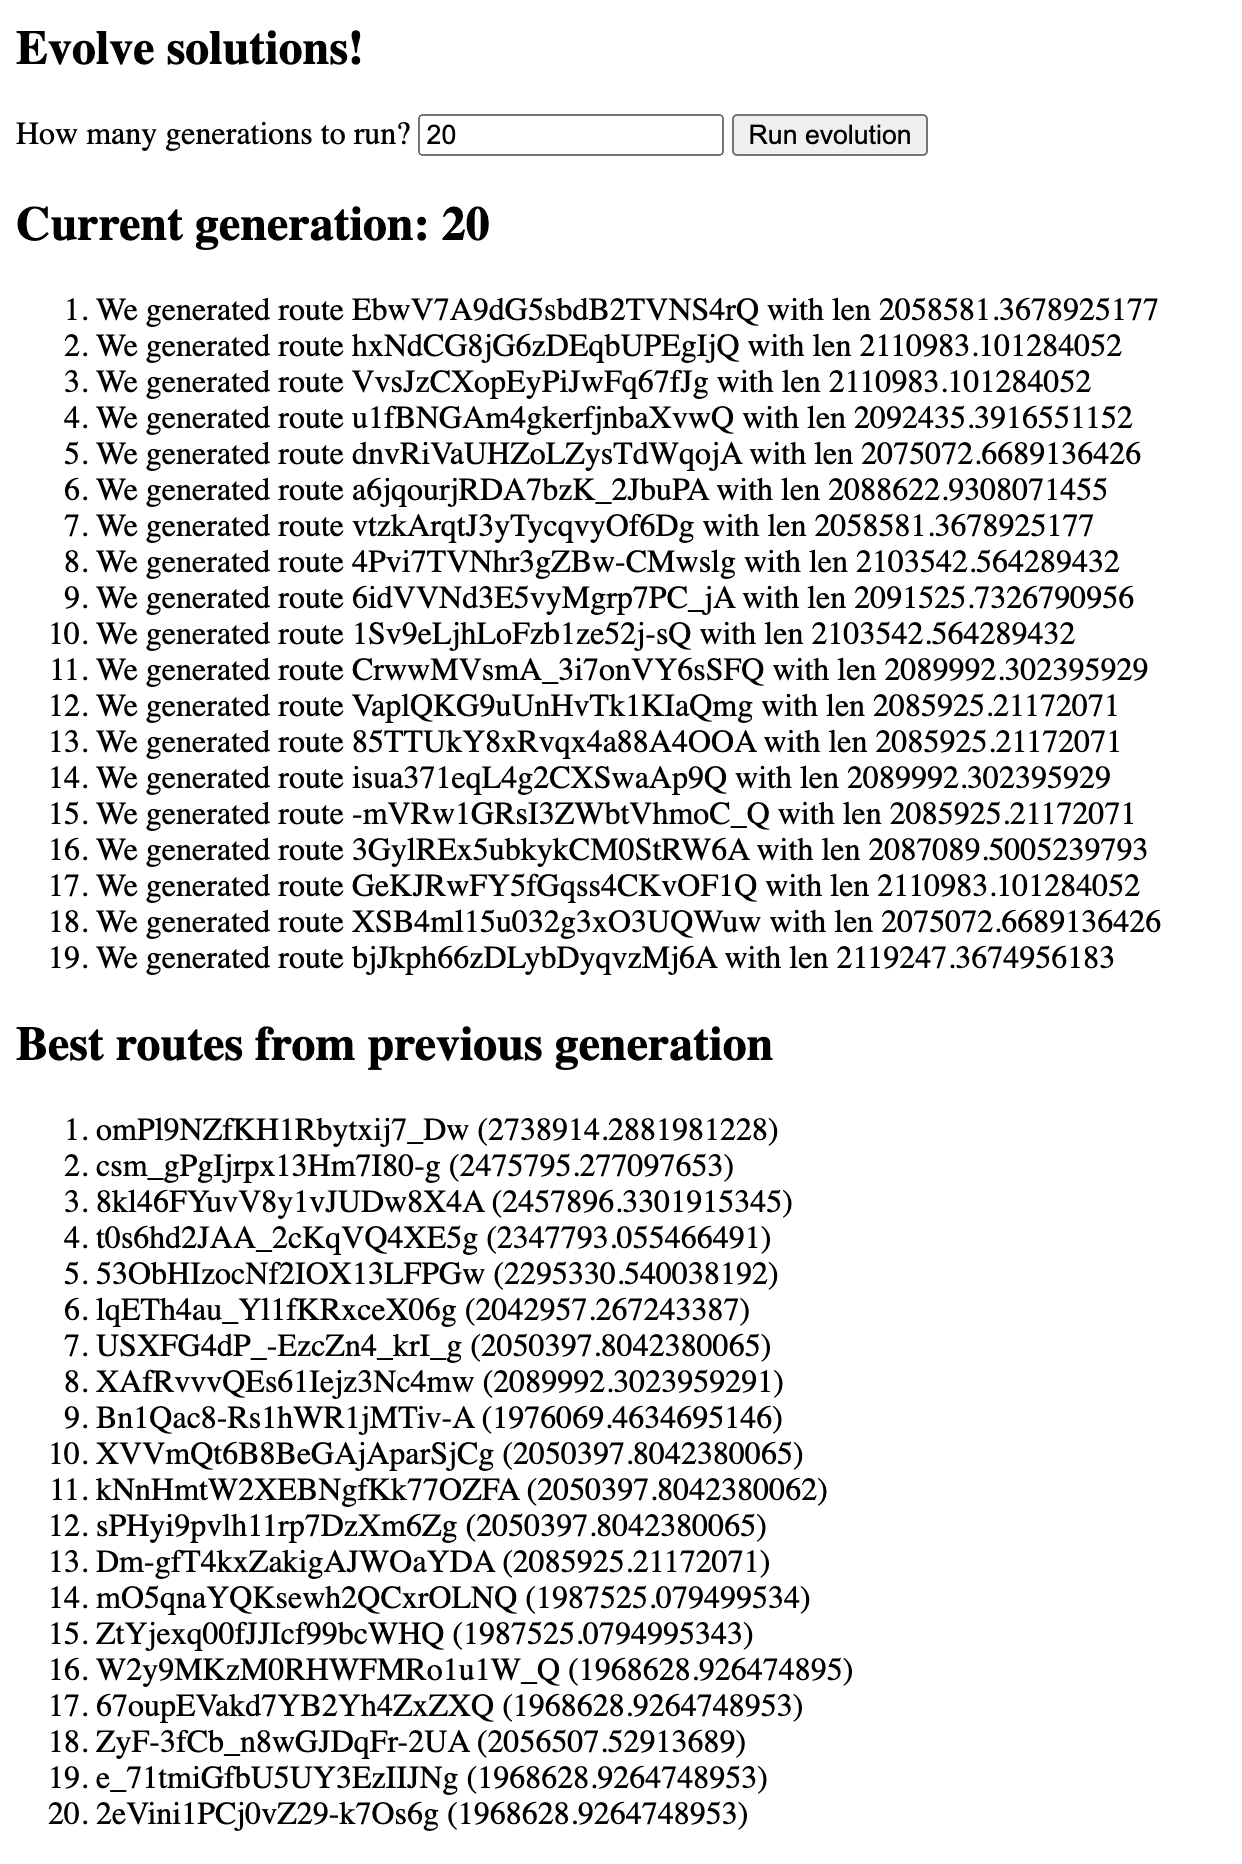 Evolve solutions!
How many generations to run? 20 Run evolution
Current generation: 20
1. We generated route EbwV7A9dG5sbdB2TVNS4rQ with len 2058581.3678925177
2. We generated route hxNdCG8jG6zDEqbUPEgIjQ with len 2110983.101284052
3. We generated route VvsJzCXopEyPiJwFq67fJg with len 2110983.101284052
4. We generated route u1fBNGAm4gkerfjnbaXvwQ with len 2092435.3916551152
5. We generated route dnvRiVaUHZoLZysTdWqojA with len 2075072.6689136426
6. We generated route a6jqourjRDA7bzK_2JbuPA with len 2088622.9308071455
7. We generated route vtzkArqtJ3yTycqvyOf6Dg with len 2058581.3678925177
8. We generated route 4Pvi7TVNhr3gZBw-CMwslg with len 2103542.564289432
9. We generated route 6idVVNd3E5vyMgrp7PC_jA with len 2091525.7326790956
10. We generated route 1Sv9eLjhLoFzb1ze52j-sQ with len 2103542.564289432
11. We generated route CrwwMVsmA_3i7onVY6sSFQ with len 2089992.302395929
12. We generated route VaplQKG9uUnHvTk1KIaQmg with len 2085925.21172071
13. We generated route 85TTUkY8xRvqx4a88A4OOA with len 2085925.21172071
14. We generated route isua371eqL4g2CXSwaAp9Q with len 2089992.302395929
15. We generated route -mVRw1GRsI3ZWbtVhmoC_Q with len 2085925.21172071
16. We generated route 3GylREx5ubkykCM0StRW6A with len 2087089.5005239793
17. We generated route GeKJRwFY5fGqss4CKvOF1Q with len 2110983.101284052
18. We generated route XSB4ml15u032g3xO3UQWuw with len 2075072.6689136426
19. We generated route bjJkph66zDLybDyqvzMj6A with len 2119247.3674956183
Best routes from previous generation
1. omPl9NZfKH1Rbytxij7_Dw (2738914.2881981228)
2. csm_gPgIjrpx13Hm7I80-g (2475795.277097653)
3. 8kl46FYuvV8y1vJUDw8X4A (2457896.3301915345)
4. t0s6hd2JAA_2cKqVQ4XE5g (2347793.055466491)
5. 53ObHIzocNf2IOX13LFPGw (2295330.540038192)
6. lqETh4au_Yl1fKRxceX06g (2042957.267243387)
7. USXFG4dP_-EzcZn4_krI_g (2050397.8042380065)
8. XAfRvvvQEs61Iejz3Nc4mw (2089992.3023959291)
9. Bn1Qac8-Rs1hWR1jMTiv-A (1976069.4634695146)
10. XVVmQt6B8BeGAjAparSjCg (2050397.8042380065)
11. kNnHmtW2XEBNgfKk77OZFA (2050397.8042380062)
12. sPHyi9pvlh11rp7DzXm6Zg (2050397.8042380065)
13. Dm-gfT4kxZakigAJWOaYDA (2085925.21172071)
14. mO5qnaYQKsewh2QCxrOLNQ (1987525.079499534)
15. ZtYjexq00fJJIcf99bcWHQ (1987525.0794995343)
16. W2y9MKzM0RHWFMRo1u1W_Q (1968628.926474895)
17. 67oupEVakd7YB2Yh4ZxZXQ (1968628.9264748953)
18. ZyF-3fCb_n8wGJDqFr-2UA (2056507.52913689)
19. e_71tmiGfbU5UY3EzIIJNg (1968628.9264748953)
20. 2eVini1PCj0vZ29-k7Os6g (1968628.9264748953)